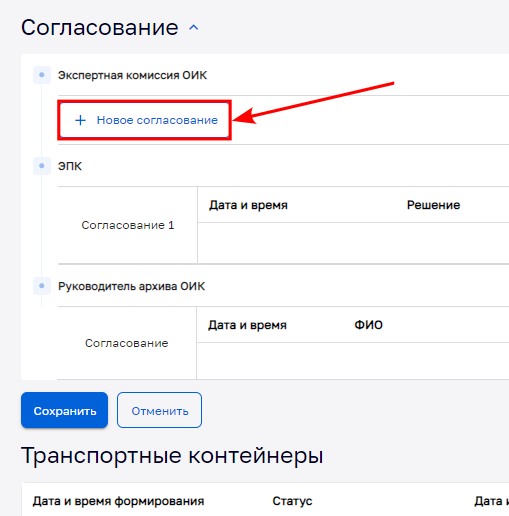 Согласование
Экспертная комиссия ОИК
+ Новое согласование
ЭПК
Дата и время Решение
Согласование 1
Руководитель архива ОИК
Дата и время ФИО
Согласование
Сохранить Отменить
Транспортные контейнеры
Дата и время формирования Статус Дата и